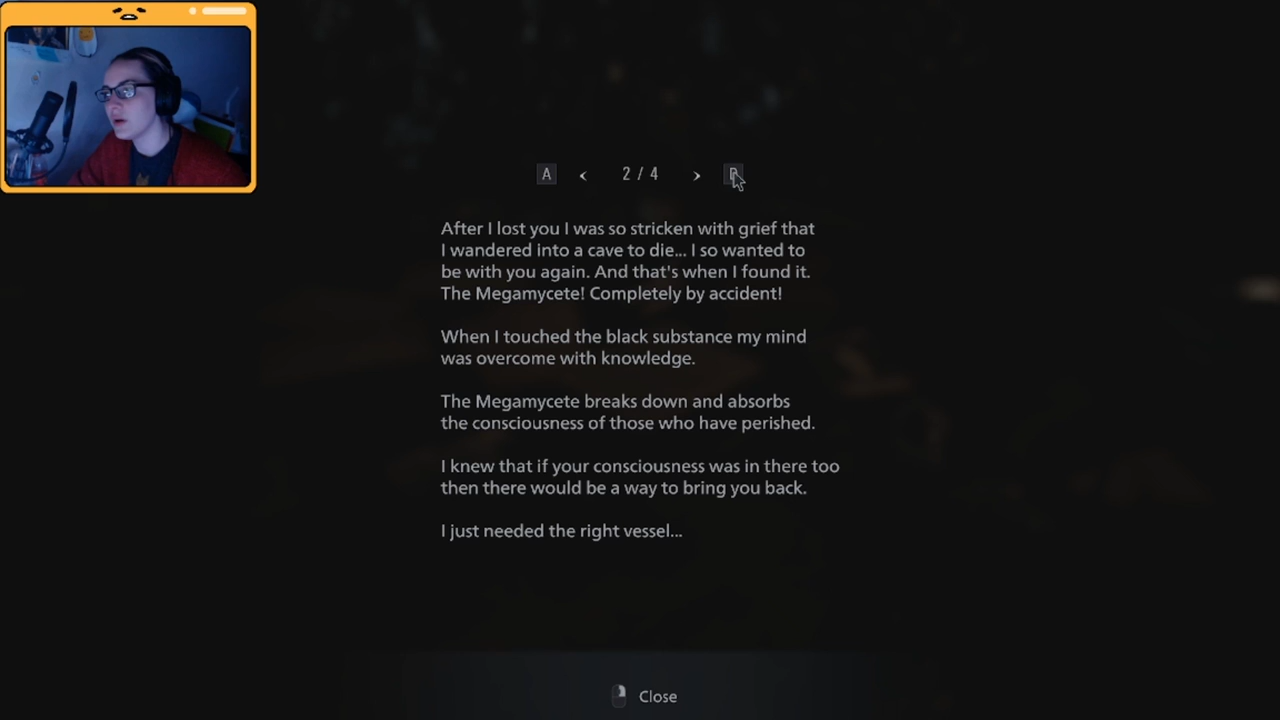 A < 2 / 4 > D
After I lost you I was so stricken with grief that
I wandered into a cave to die... I so wanted to
be with you again. And that's when I found it.
The Megamycete! Completely by accident!
When I touched the black substance my mind
was overcome with knowledge.
The Megamycete breaks down and absorbs
the consciousness of those who have perished.
I knew that if your consciousness was in there too
then there would be a way to bring you back.
I just needed the right vessel...
Close